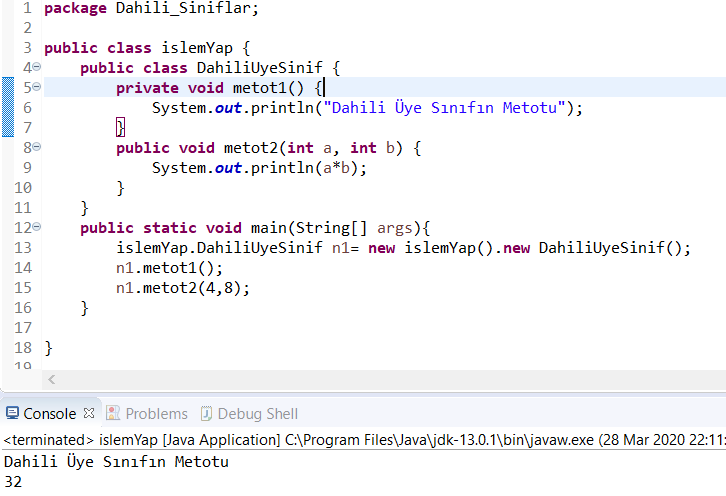 1 package Dahili_Siniflar;
2
3 public class islemYap {
4 public class DahiliUyeSinif {
5 private void metot1() {
6 System.out.println("Dahili Üye Sınıfın Metotu");
7 }
8 public void metot2(int a, int b) {
9 System.out.println(a*b);
10 }
11 }
12 public static void main(String[] args){
13 islemYap.DahiliUyeSinif n1= new islemYap().new DahiliUyeSinif();
14 n1.metot1();
15 n1.metot2(4,8);
16 }
17
18 }
19
Console Problems Debug Shell
<terminated> islemYap [Java Application] C:\Program Files\Java\jdk-13.0.1\bin\javaw.exe (28 Mar 2020 22:11:
Dahili Üye Sınıfın Metotu
32